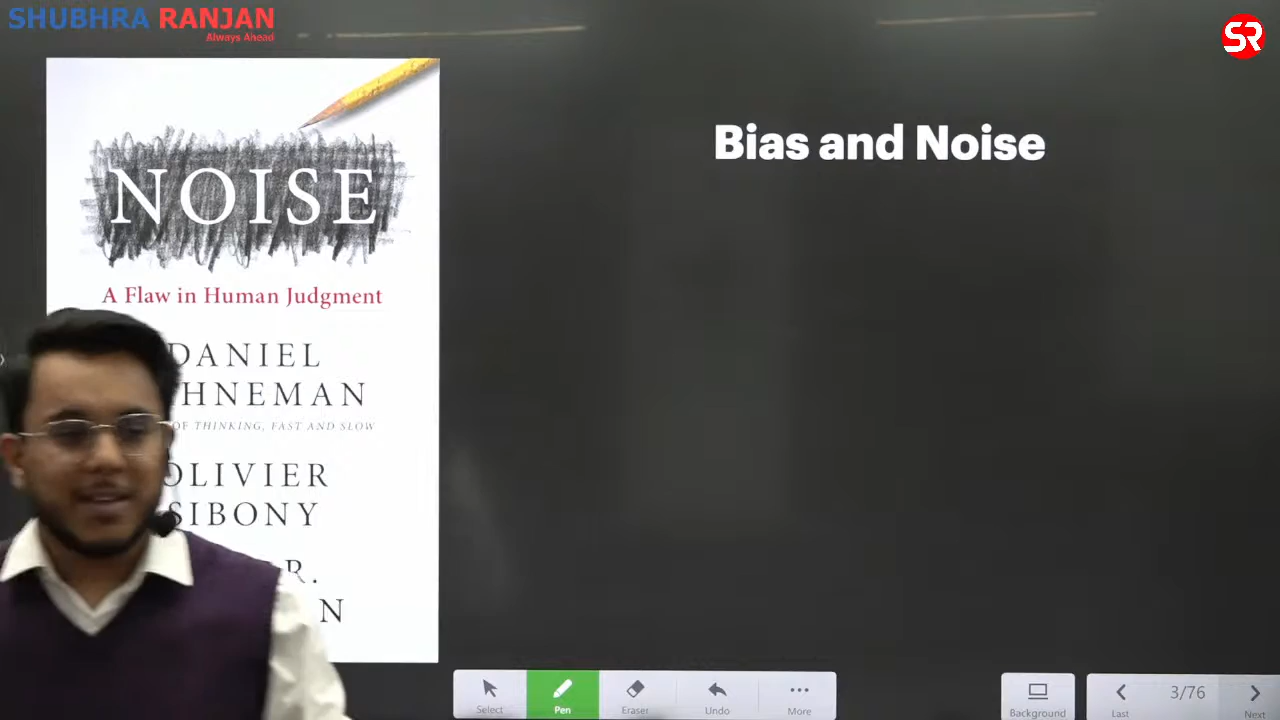 SHUBHRA RANJAN
Always Ahead
SR
NOISE
A Flaw in Human Judgment
DANIEL
HNEMAN
OF THINKING, FAST AND SLOW
OLIVIER
SIBONY
R.
N
Bias and Noise
Select
Pen
Eraser
Undo
More
Background
Last
3/76
Next